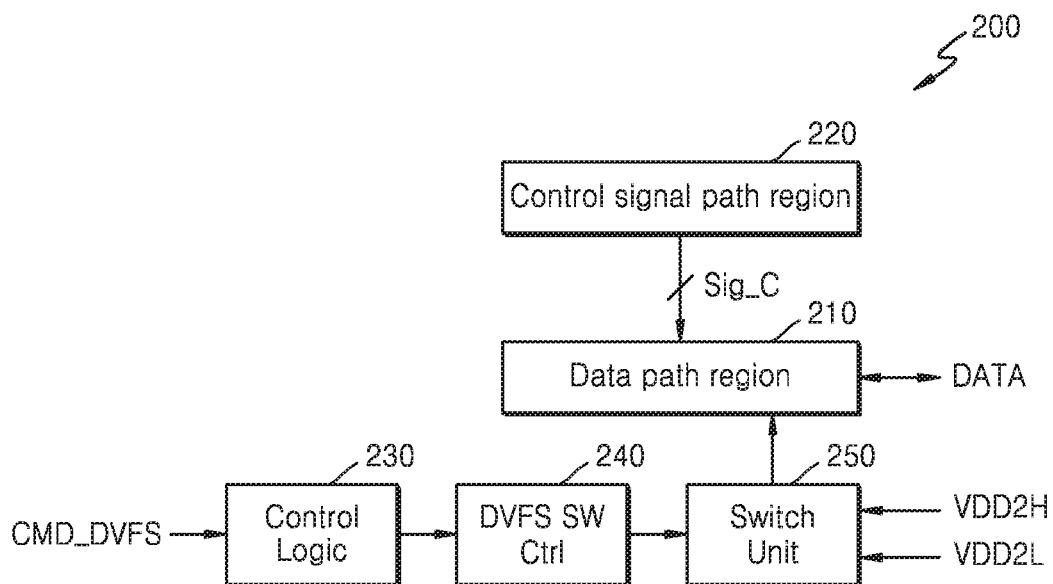 200
220
Control signal path region
Sig_C
210
Data path region
DATA
230
240
250
CMD_DVFS
Control
Logic
DVFS SW
Ctrl
Switch
Unit
VDD2H
VDD2L